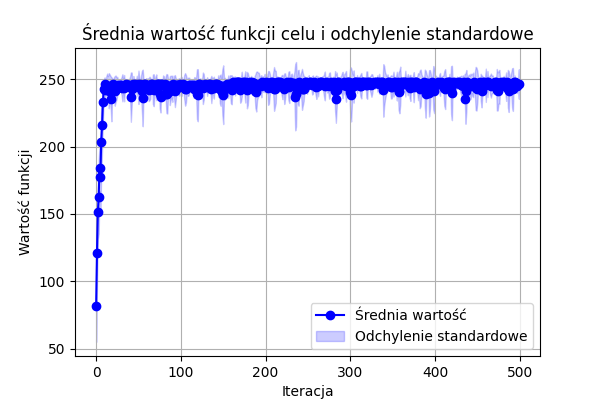 Średnia wartość funkcji celu i odchylenie standardowe
Wartość funkcji
250
200
150
100
50
0 100 200 300 400 500
Iteracja
Średnia wartość
Odchylenie standardowe